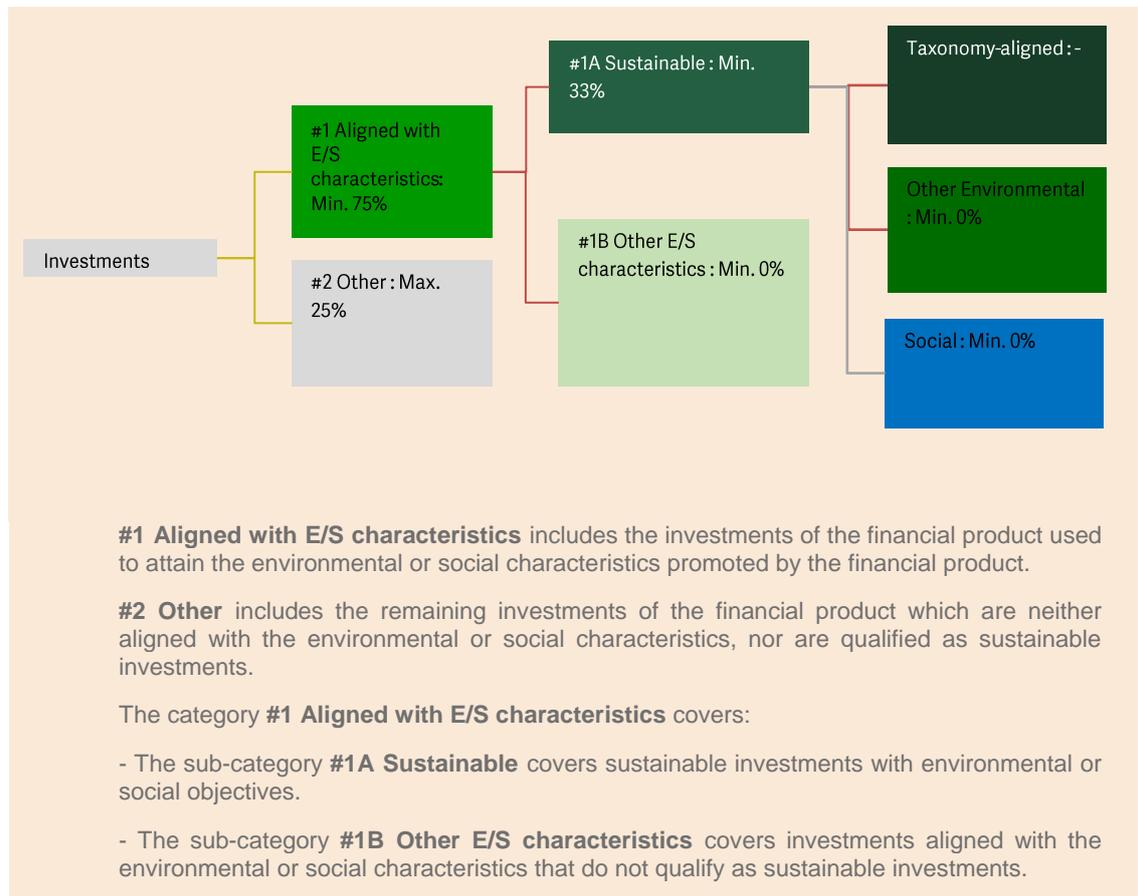 Investments
#1 Aligned with
E/S
characteristics:
Min. 75%
#2 Other : Max.
25%
#1A Sustainable : Min.
33%
#1B Other E/S
characteristics : Min. 0%
Taxonomy-aligned : -
Other Environmental
: Min. 0%
Social : Min. 0%
#1 Aligned with E/S characteristics includes the investments of the financial product used
to attain the environmental or social characteristics promoted by the financial product.
#2 Other includes the remaining investments of the financial product which are neither
aligned with the environmental or social characteristics, nor are qualified as sustainable
investments.
The category #1 Aligned with E/S characteristics covers:
- The sub-category #1A Sustainable covers sustainable investments with environmental or
social objectives.
- The sub-category #1B Other E/S characteristics covers investments aligned with the
environmental or social characteristics that do not qualify as sustainable investments.